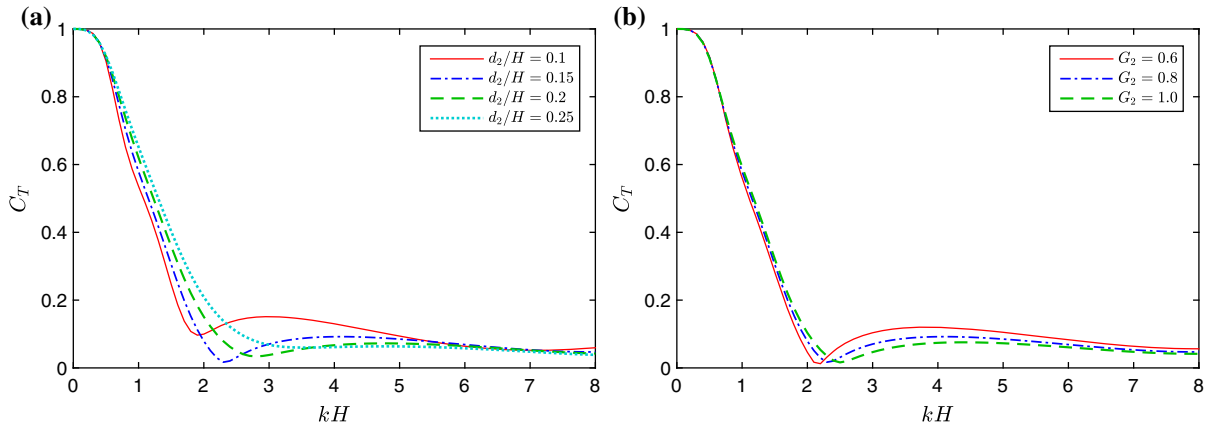 (a)
1
0.8
0.6
0.4
0.2
0
C_T
0 1 2 3 4 5 6 7 8
kH
d_2/H = 0.1
d_2/H = 0.15
d_2/H = 0.2
d_2/H = 0.25
(b)
1
0.8
0.6
0.4
0.2
0
C_T
0 1 2 3 4 5 6 7 8
kH
G_2 = 0.6
G_2 = 0.8
G_2 = 1.0